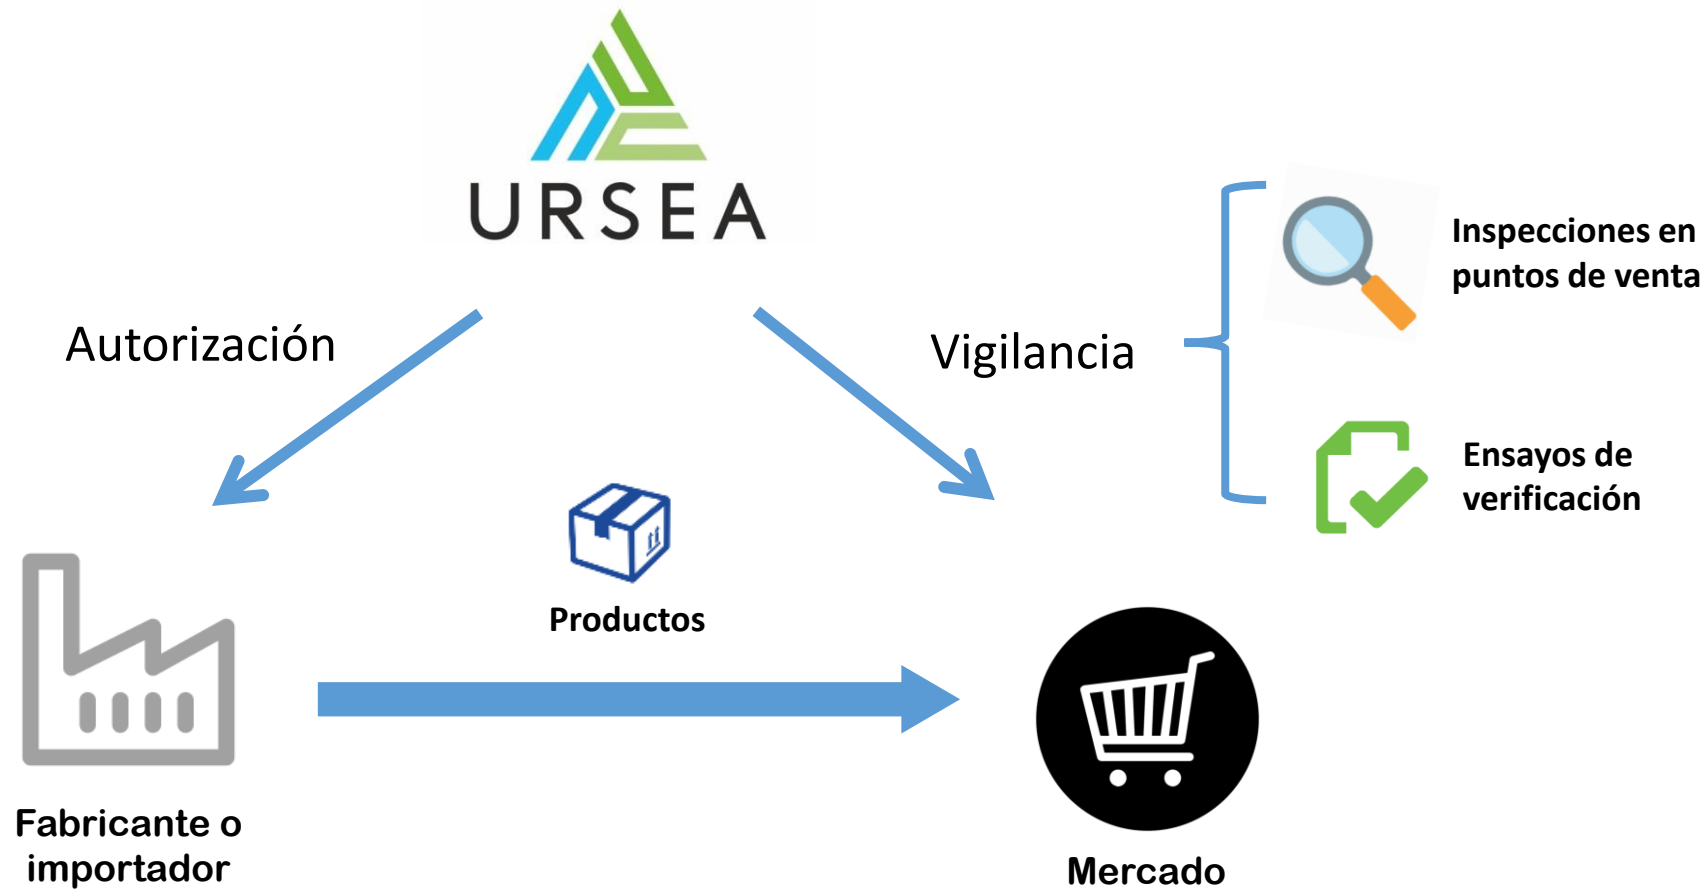 URSEA
Autorización
Vigilancia
Inspecciones en
puntos de venta
Ensayos de
verificación
Productos
Fabricante o
importador
Mercado